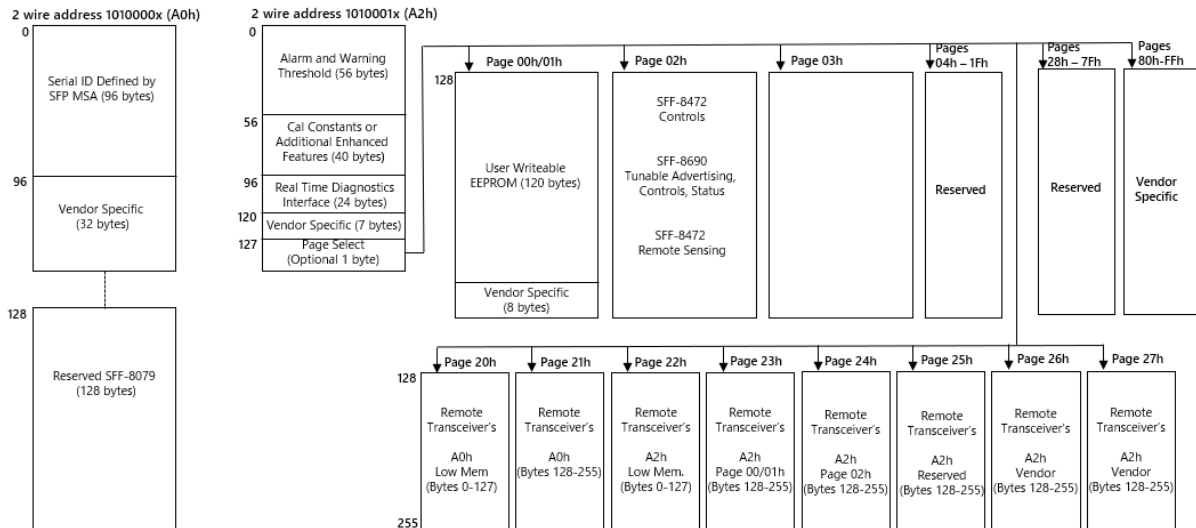 2 wire address 1010000x (A0h)
0
Serial ID Defined by
SFP MSA (96 bytes)
96
Vendor Specific
(32 bytes)
128
Reserved SFF-8079
(128 bytes)
2 wire address 1010001x (A2h)
0
Alarm and Warning
Threshold (56 bytes)
56
Cal Constants or
Additional Enhanced
Features (40 bytes)
96
Real Time Diagnostics
Interface (24 bytes)
120
Vendor Specific (7 bytes)
127
Page Select
(Optional 1 byte)
Page 00h/01h
128
User Writeable
EEPROM (120 bytes)
Vendor Specific
(8 bytes)
Page 02h
SFF-8472
Controls
SFF-8690
Tunable Advertising,
Controls, Status
SFF-8472
Remote Sensing
Page 03h
Pages
04h – 1Fh
Reserved
Pages
28h - 7Fh
Reserved
Pages
80h-FFh
Vendor
Specific
128
255
Page 20h
Remote
Transceiver's
A0h
Low Mem
(Bytes 0-127)
Page 21h
Remote
Transceiver's
A0h
(Bytes 128-255)
Page 22h
Remote
Transceiver's
A2h
Low Mem.
(Bytes 0-127)
Page 23h
Remote
Transceiver's
A2h
Page 00/01h
(Bytes 128-255)
Page 24h
Remote
Transceiver's
A2h
Page 02h
(Bytes 128-255)
Page 25h
Remote
Transceiver's
A2h
Reserved
(Bytes 128-255)
Page 26h
Remote
Transceiver's
A2h
Vendor
(Bytes 128-255)
Page 27h
Remote
Transceiver's
A2h
Vendor
(Bytes 128-255)